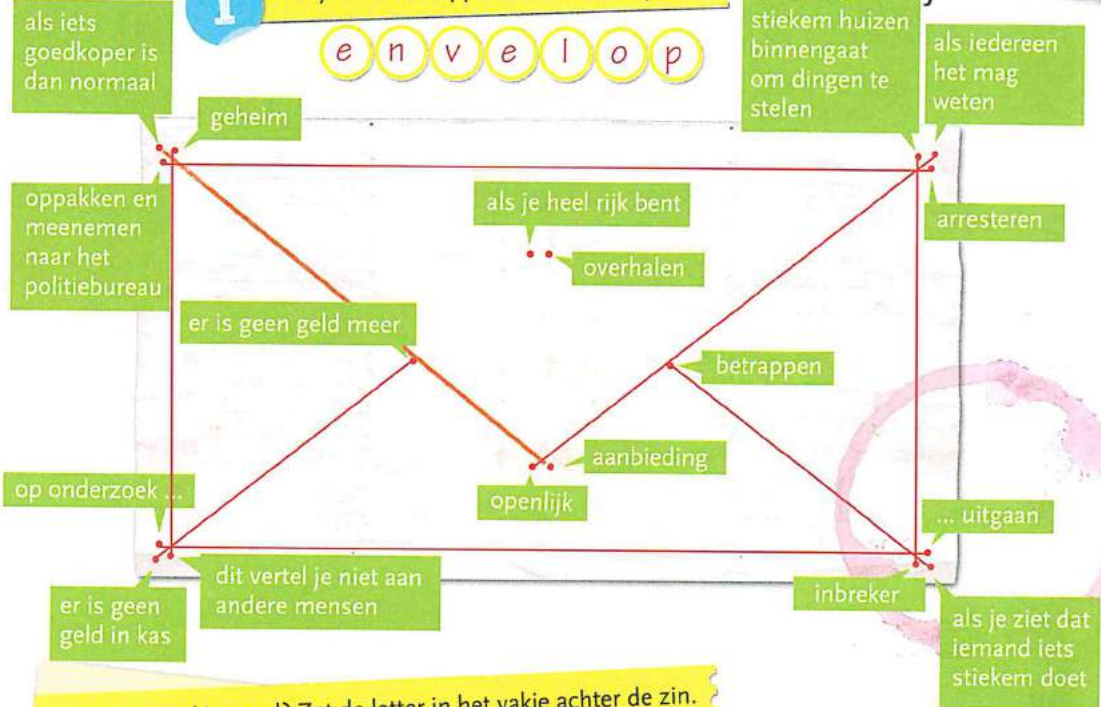 als iets
goedkoper is
dan normaal
envelop
stiekem huizen
binnengaat
om dingen te
stelen
als iedereen
het mag
weten
geheim
oppakken en
meenemen
naar het
politiebureau
als je heel rijk bent
overhalen
arresteren
er is geen geld meer
betrappen
aanbieding
openlijk
op onderzoek ...
... uitgaan
er is geen
geld in kas
dit vertel je niet aan
andere mensen
inbreker
als je ziet dat
iemand iets
stiekem doet
Zet de letter in het vakje achter de zin.